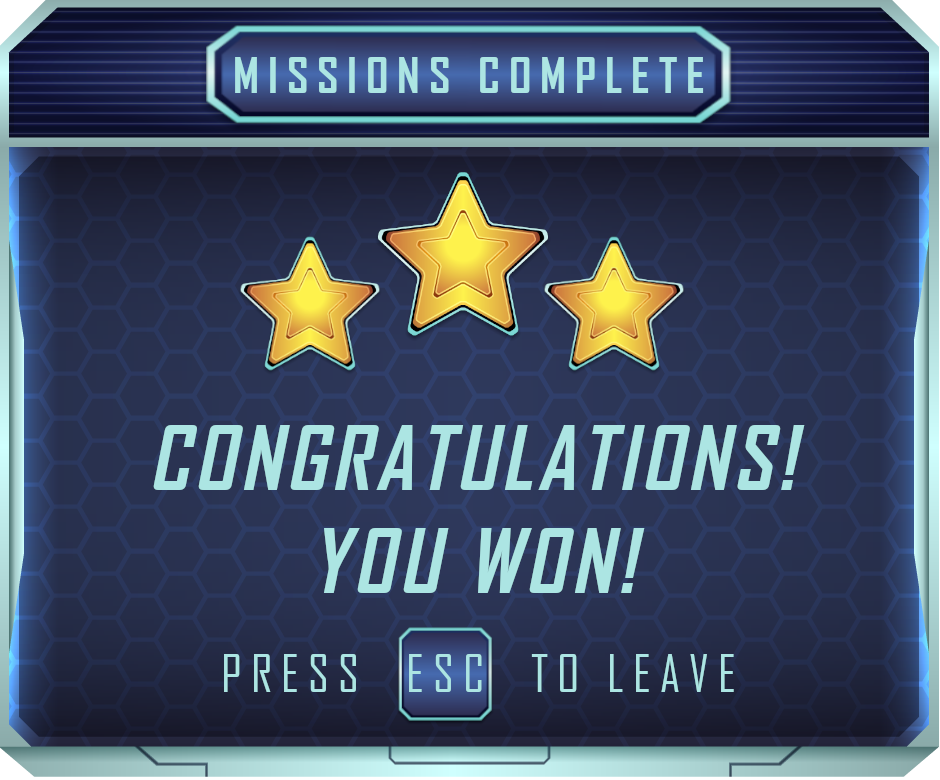 MISSIONS COMPLETE
CONGRATULATIONS!
YOU WON!
PRESS ESC TO LEAVE